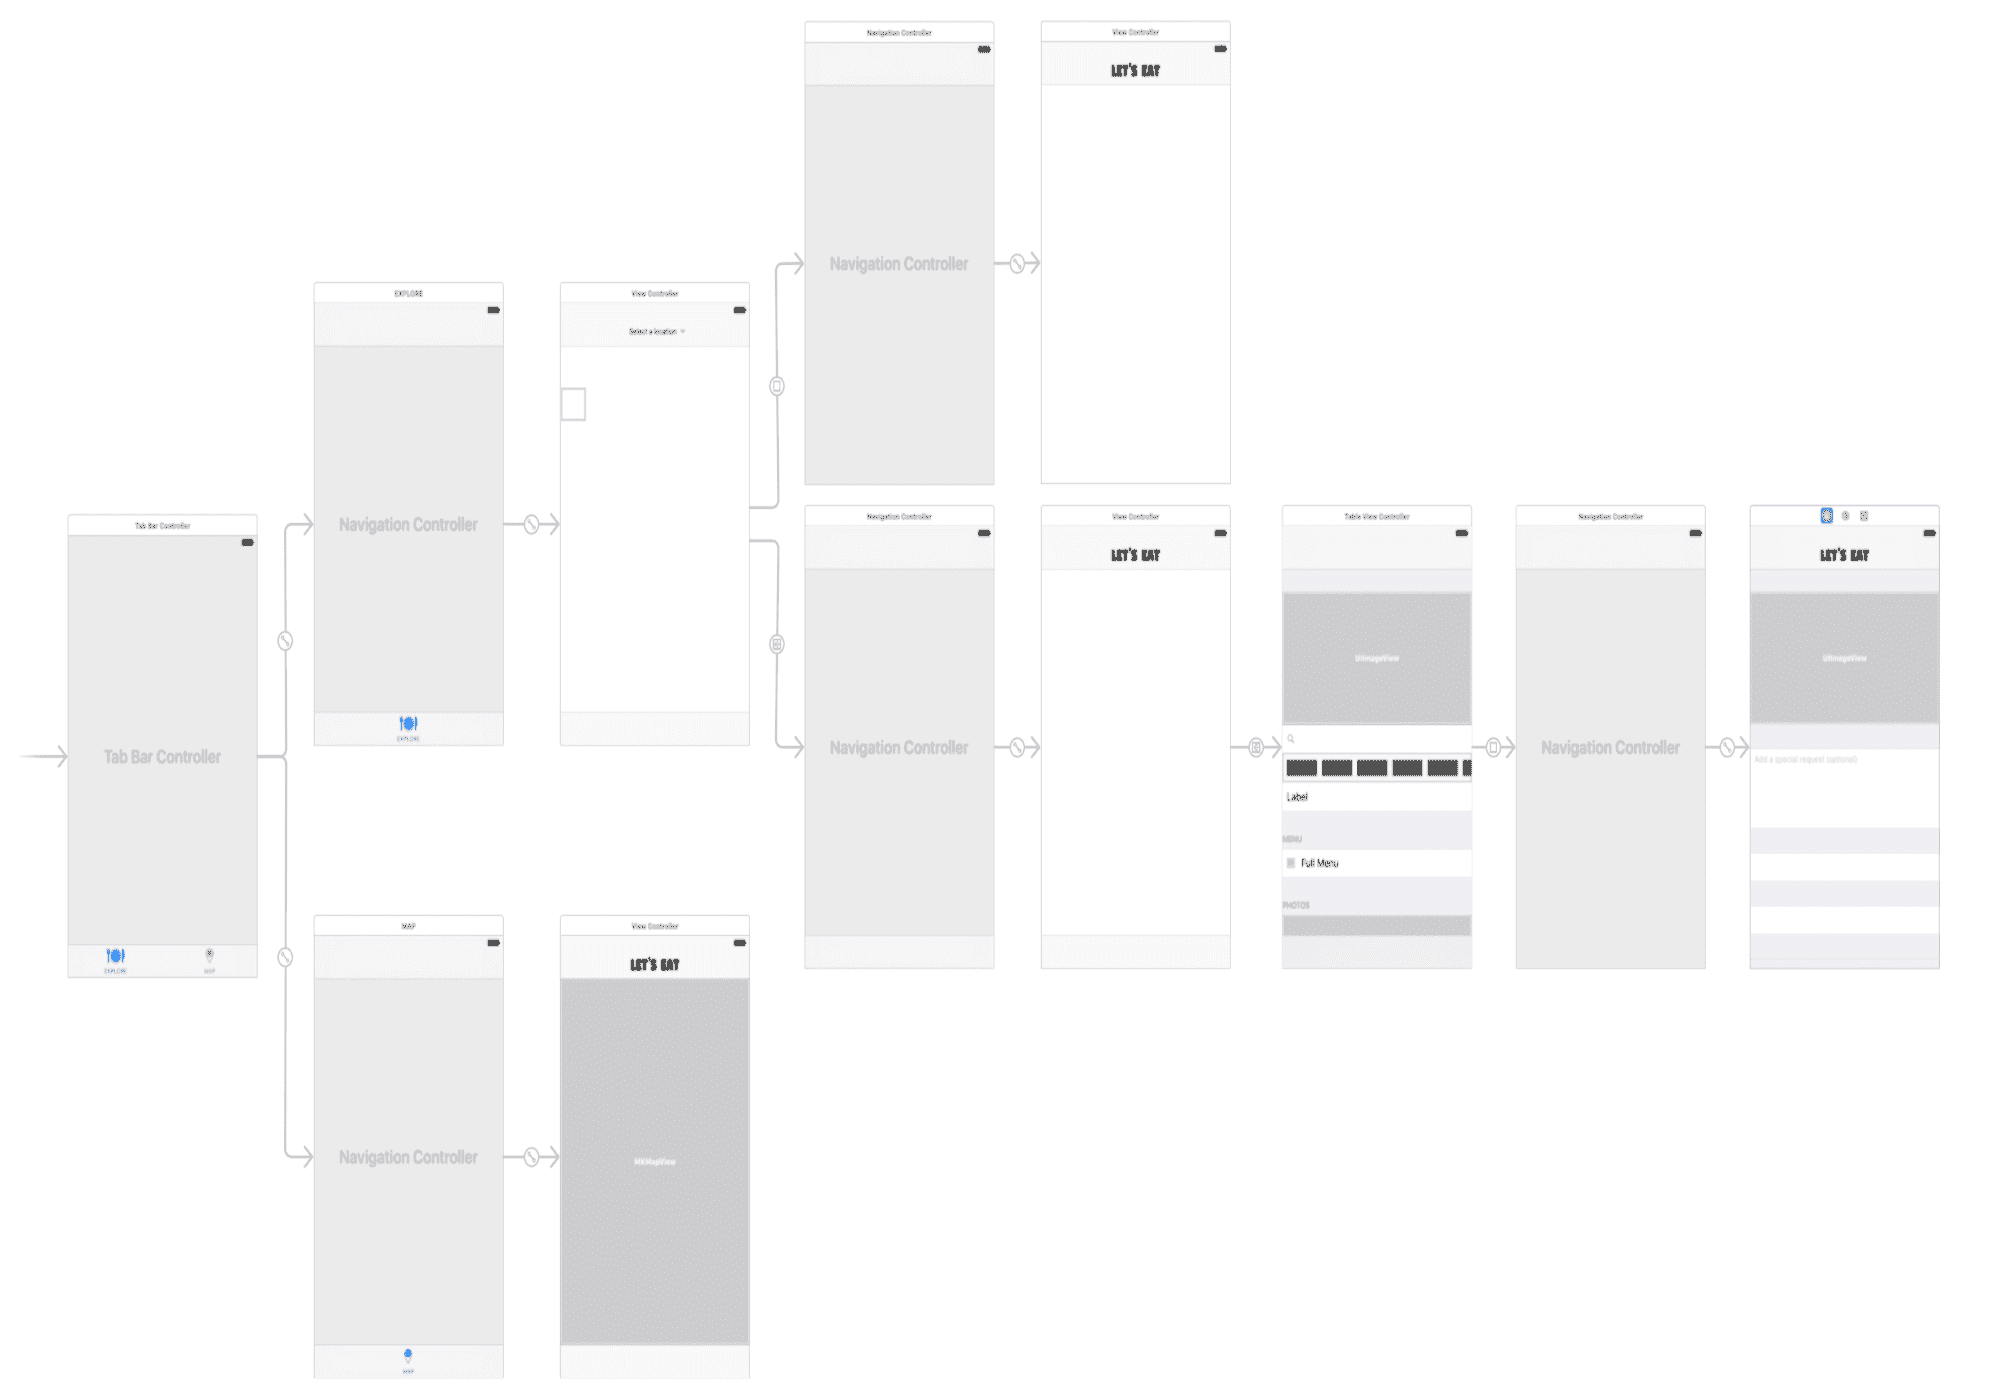 Navigation Controller
View Controller
LET'S EAT
Navigation Controller
EXPLORE
View Controller
Select a location
Navigation Controller
EXPLORE
Tab Bar Controller
Tab Bar Controller
EXPLORE
MAP
Navigation Controller
View Controller
LET'S EAT
Navigation Controller
Table View Controller
UIImageView
Label
MENU
Full Menu
PHOTOS
Navigation Controller
Navigation Controller
LET'S EAT
UIImageView
Add a special request (optional)
MAP
View Controller
LET'S EAT
Navigation Controller
MKMapView
MAP